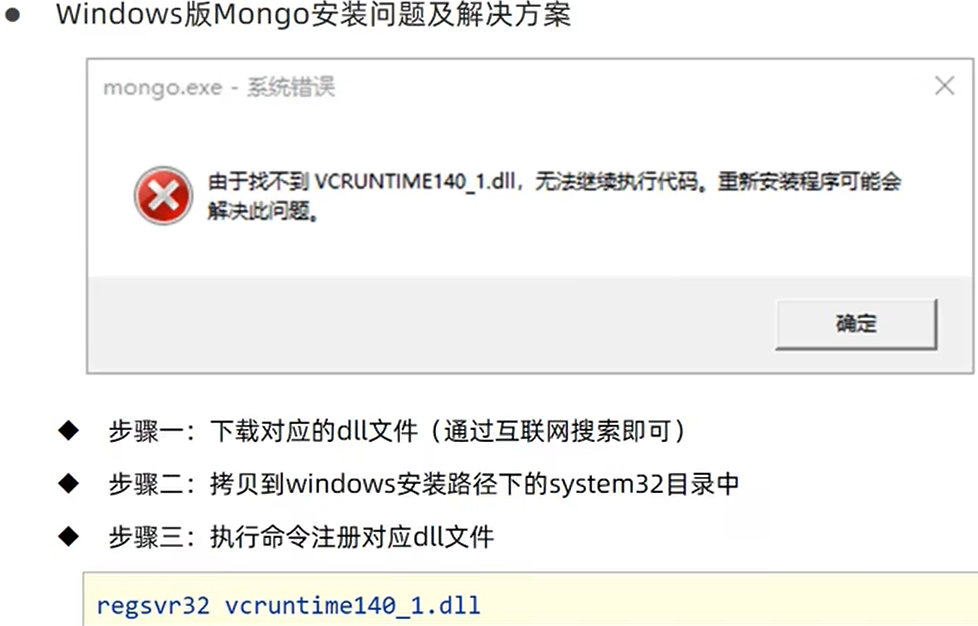 Windows版Mongo安装问题及解决方案
mongo.exe - 系统错误
由于找不到 VCRUNTIME140_1.dll，无法继续执行代码。重新安装程序可能会
解决此问题。
确定
步骤一：下载对应的dll文件（通过互联网搜索即可）
步骤二：拷贝到windows安装路径下的system32目录中
步骤三：执行命令注册对应dll文件
regsvr32 vcruntime140_1.dll